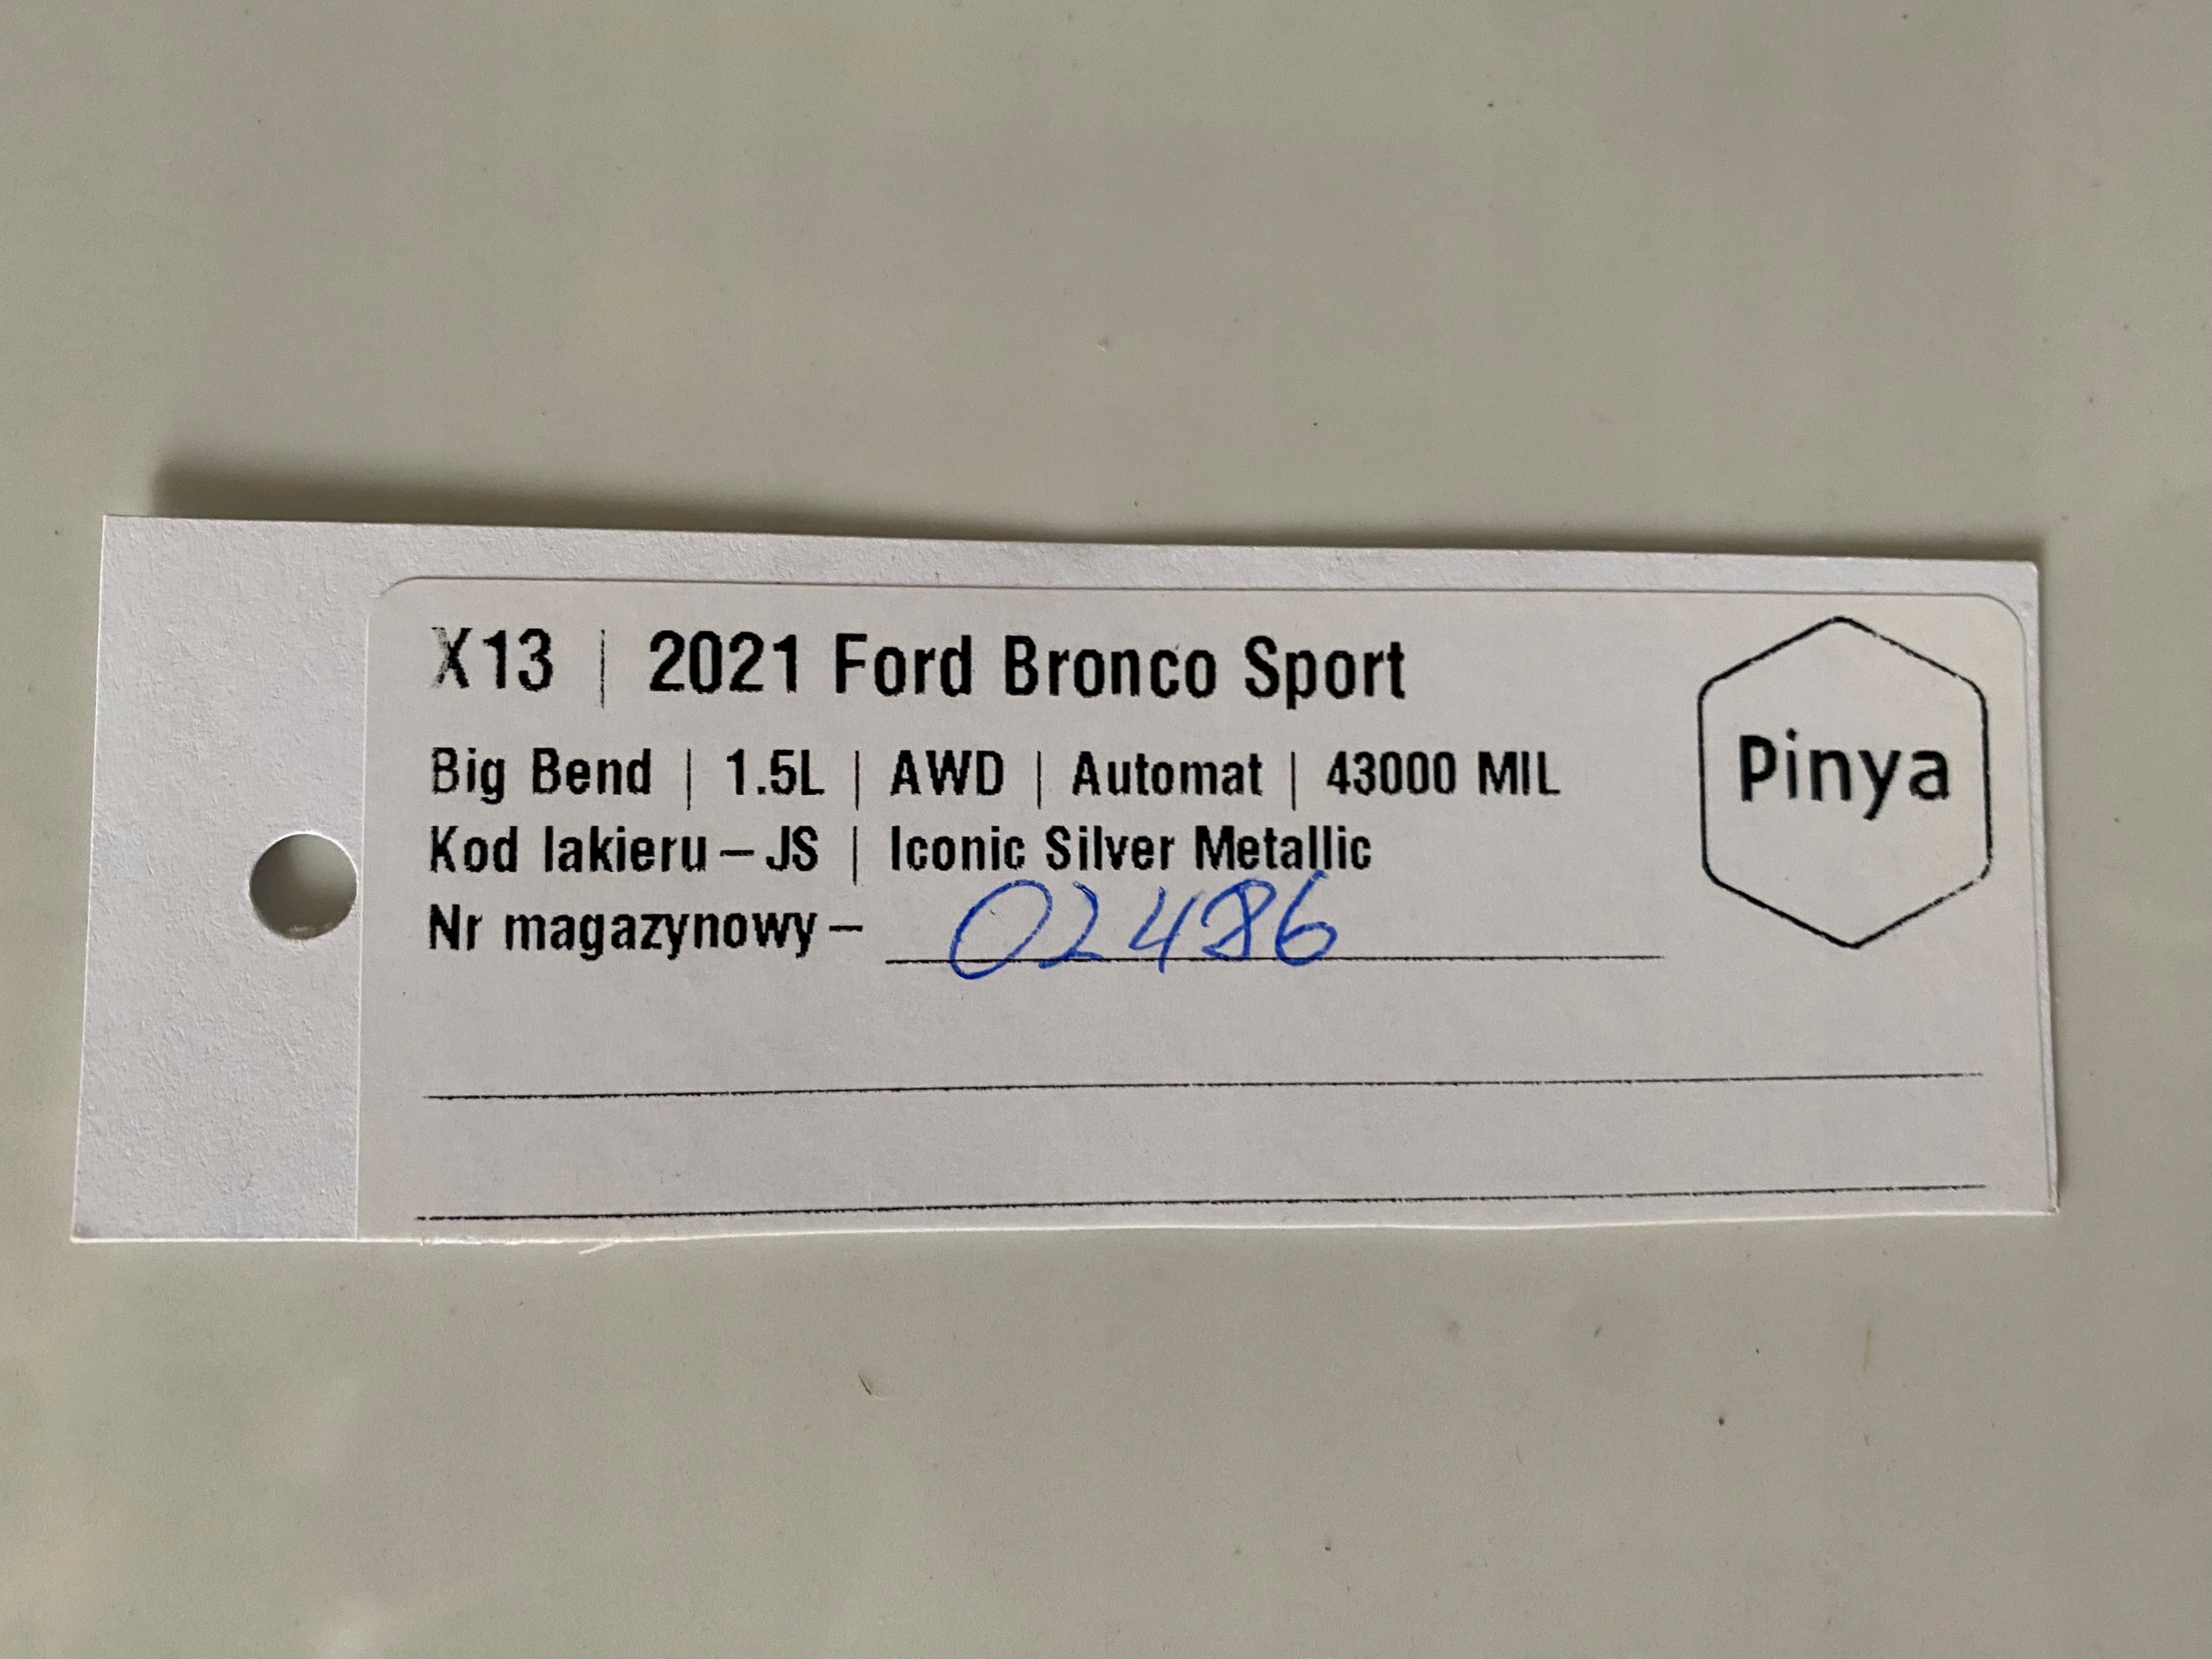 X13 | 2021 Ford Bronco Sport
Big Bend | 1.5L | AWD | Automat | 43000 MIL
Kod lakieru – JS | Iconic Silver Metallic
Nr magazynowy – 02486
Pinya